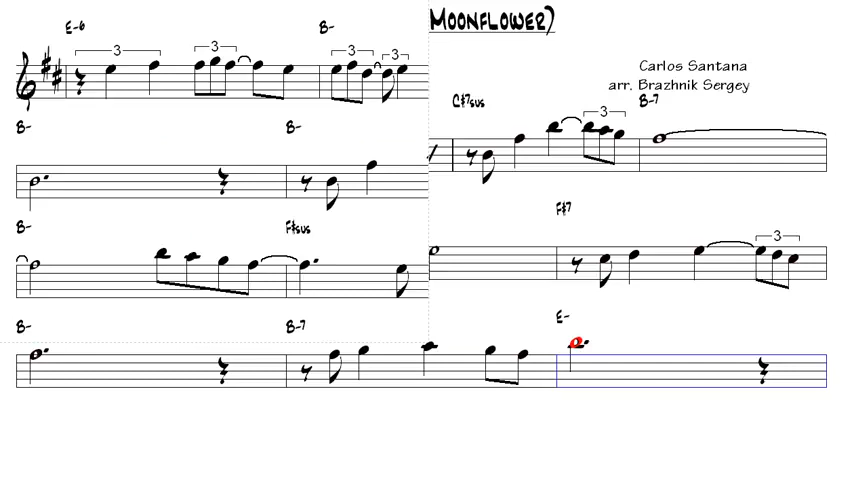 MOONFLOWER)
E-6
B-
Carlos Santana
arr. Brazhnik Sergey
3
3
3
3
C#7sus
B-7
3
B-
B-
B-
F#sus
F#7
3
B-
B-7
E-